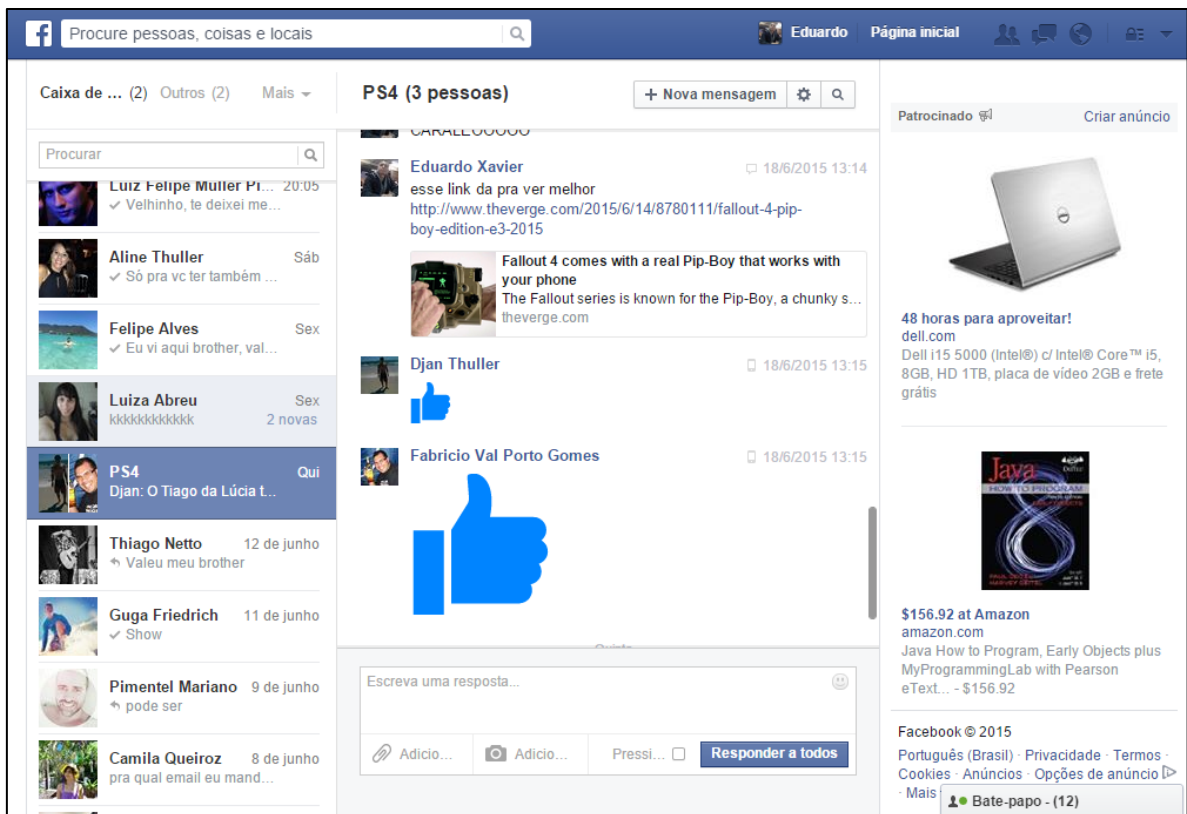 f
Procure pessoas, coisas e locais
Eduardo
Página inicial
Caixa de ... (2) Outros (2) Mais
Procurar
Luiz Felipe Muller Pi... 20:05
✓ Velhinho, te deixei me...
Aline Thuller Sáb
✓ Só pra vc ter também ...
Felipe Alves Sex
✓ Eu vi aqui brother, val...
Luiza Abreu Sex
kkkkkkkkkkkk 2 novas
PS4 Qui
Djan: O Tiago da Lúcia t...
Thiago Netto 12 de junho
Valeu meu brother
Guga Friedrich 11 de junho
✓ Show
Pimentel Mariano 9 de junho
pode ser
Camila Queiroz 8 de junho
pra qual email eu mand...
PS4 (3 pessoas)
+ Nova mensagem
Eduardo Xavier 18/6/2015 13:14
esse link da pra ver melhor
http://www.theverge.com/2015/6/14/8780111/fallout-4-pip-
boy-edition-e3-2015
Fallout 4 comes with a real Pip-Boy that works with
your phone
The Fallout series is known for the Pip-Boy, a chunky s...
theverge.com
Djan Thuller 18/6/2015 13:15
Fabricio Val Porto Gomes 18/6/2015 13:15
Escreva uma resposta...
Adicio... Adicio... Pressi... Responder a todos
Patrocinado Criar anúncio
48 horas para aproveitar!
dell.com
Dell i15 5000 (Intel®) c/ Intel® Core™ i5,
8GB, HD 1TB, placa de vídeo 2GB e frete
grátis
Java
HOW TO PROGRAM
$156.92 at Amazon
amazon.com
Java How to Program, Early Objects plus
MyProgrammingLab with Pearson
eText... - $156.92
Facebook © 2015
Português (Brasil) · Privacidade · Termos ·
Cookies · Anúncios · Opções de anúncio
· Mais
Bate-papo - (12)